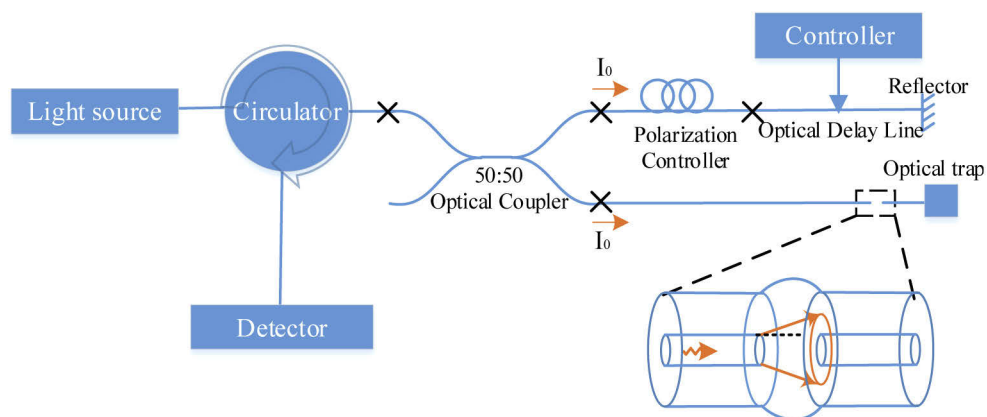 Controller
I₀
Reflector
Light source
Circulator
Polarization
Controller
Optical Delay Line
50:50
Optical Coupler
Optical trap
I₀
Detector